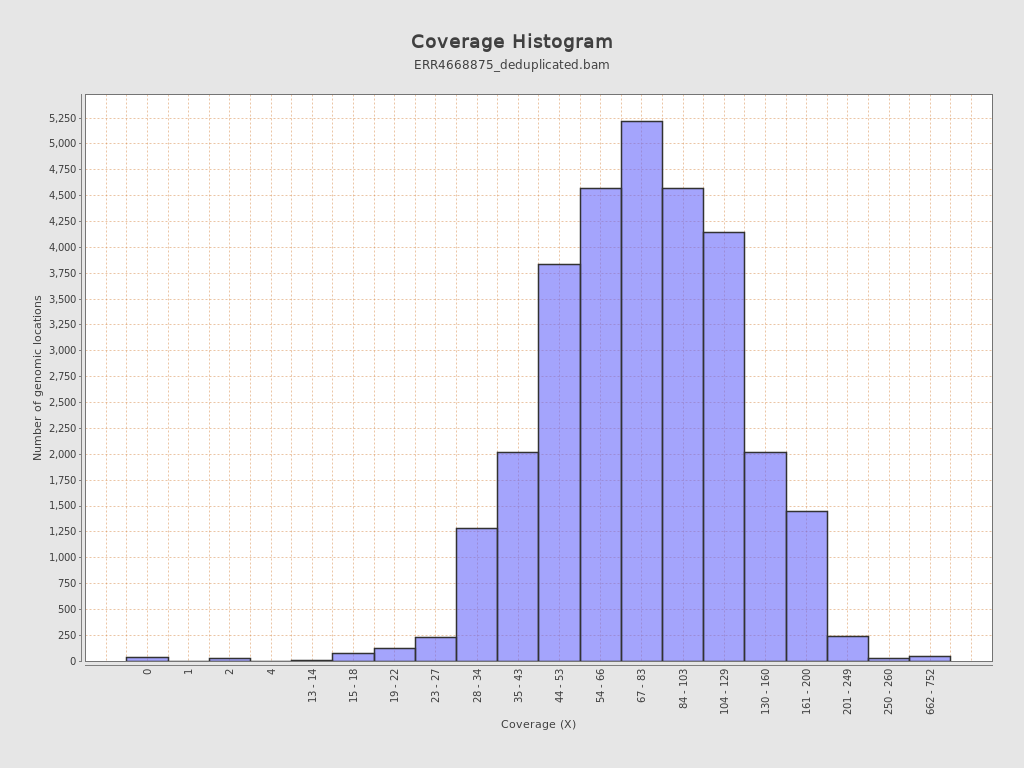 Coverage Histogram
ERR4668875_deduplicated.bam
Number of genomic locations
5,250
5,000
4,750
4,500
4,250
4,000
3,750
3,500
3,250
3,000
2,750
2,500
2,250
2,000
1,750
1,500
1,250
1,000
750
500
250
0
0
1
2
4
13 - 14
15 - 18
19 - 22
23 - 27
28 - 34
35 - 43
44 - 53
54 - 66
67 - 83
84 - 103
104 - 129
130 - 160
161 - 200
201 - 249
250 - 260
662 - 752
Coverage (X)